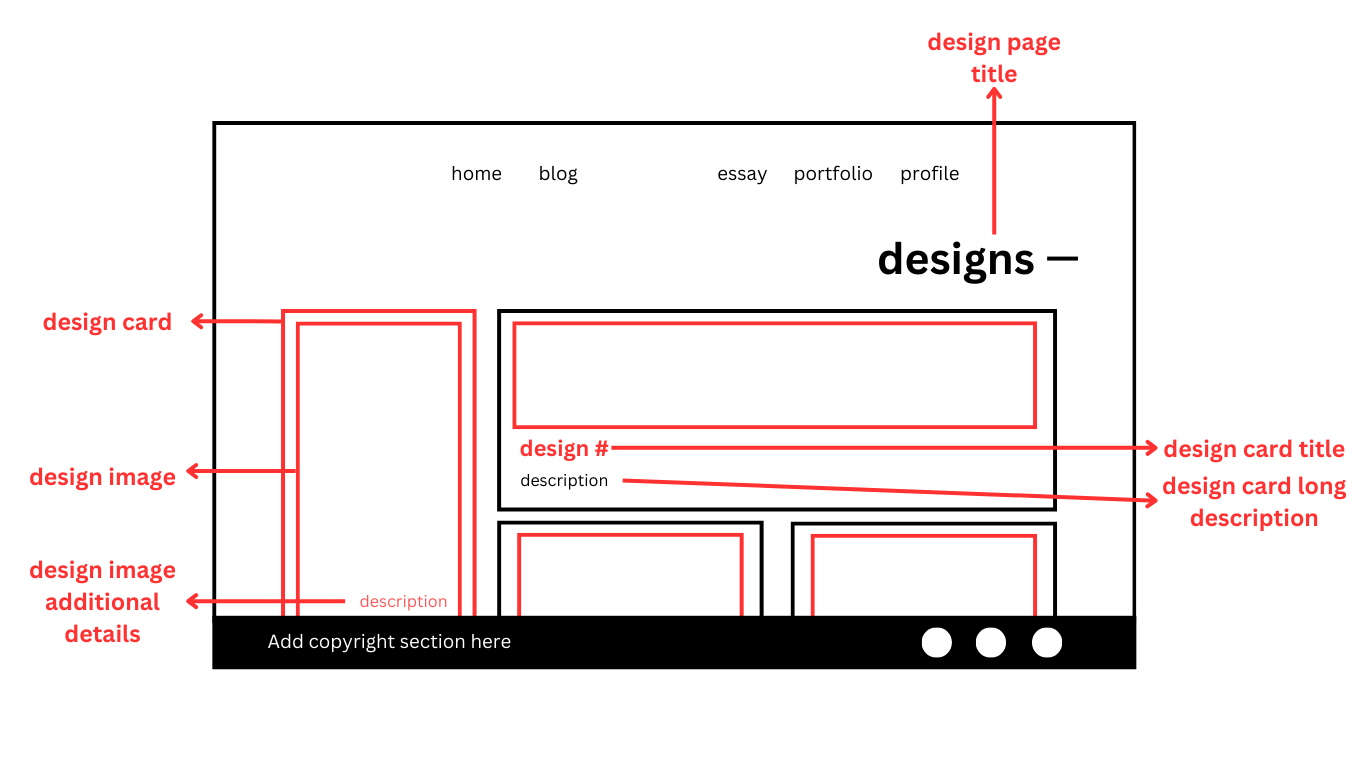 design page
title
home blog essay portfolio profile
designs —
design card
design # design card title
design image
description design card long
description
design image
additional
details
description
Add copyright section here